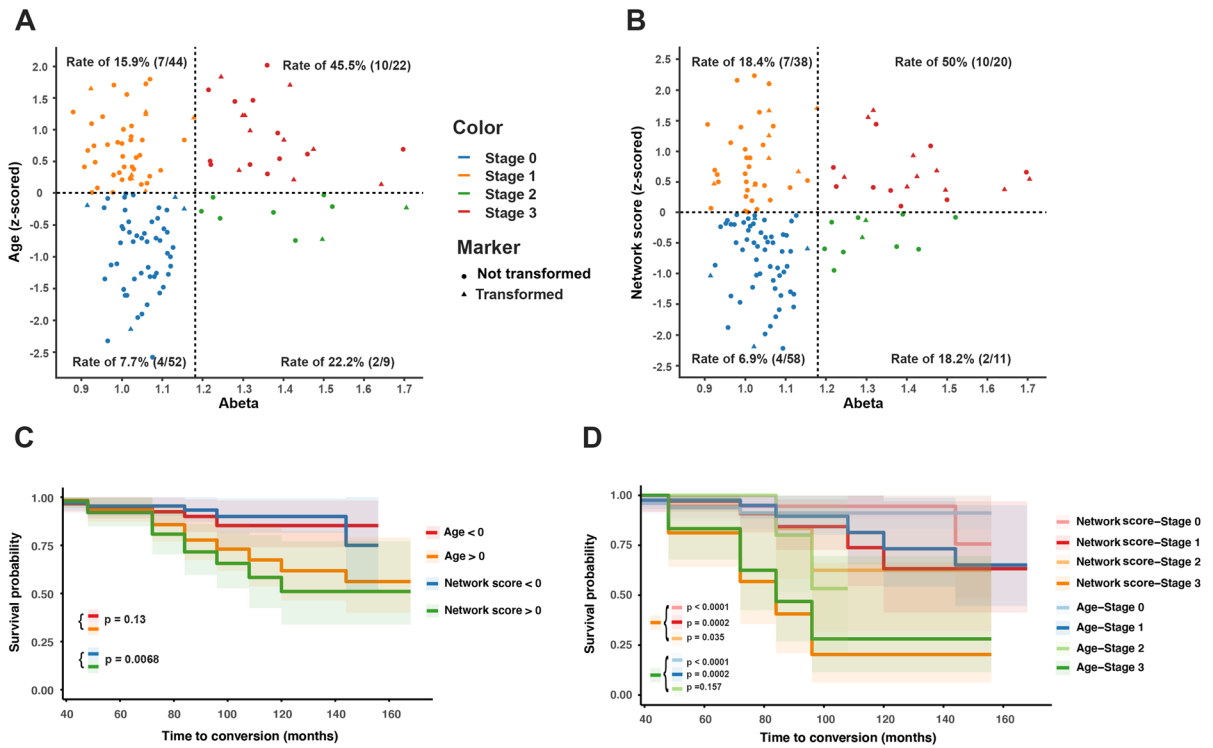 A
Rate of 15.9% (7/44)
Rate of 45.5% (10/22)
Age (z-scored)
2.0
1.5
1.0
0.5
0
-0.5
-1.0
-1.5
-2.0
-2.5
Rate of 7.7% (4/52)
Rate of 22.2% (2/9)
0.9 1.0 1.1 1.2 1.3 1.4 1.5 1.6 1.7
Abeta
Color
Stage 0
Stage 1
Stage 2
Stage 3
Marker
Not transformed
Transformed
B
Rate of 18.4% (7/38)
Rate of 50% (10/20)
Network score (z-scored)
2.5
2.0
1.5
1.0
0.5
0
-0.5
-1.0
-1.5
-2.0
-2.5
Rate of 6.9% (4/58)
Rate of 18.2% (2/11)
0.9 1.0 1.1 1.2 1.3 1.4 1.5 1.6 1.7
Abeta
C
Survival probability
1.00
0.75
0.50
0.25
0.00
p = 0.13
p = 0.0068
40 60 80 100 120 140 160
Time to conversion (months)
Age < 0
Age > 0
Network score < 0
Network score > 0
D
Survival probability
1.00
0.75
0.50
0.25
0.00
p < 0.0001
p = 0.0002
p = 0.035
p < 0.0001
p = 0.0002
p =0.157
40 60 80 100 120 140 160
Time to conversion (months)
Network score–Stage 0
Network score–Stage 1
Network score–Stage 2
Network score–Stage 3
Age–Stage 0
Age–Stage 1
Age–Stage 2
Age–Stage 3